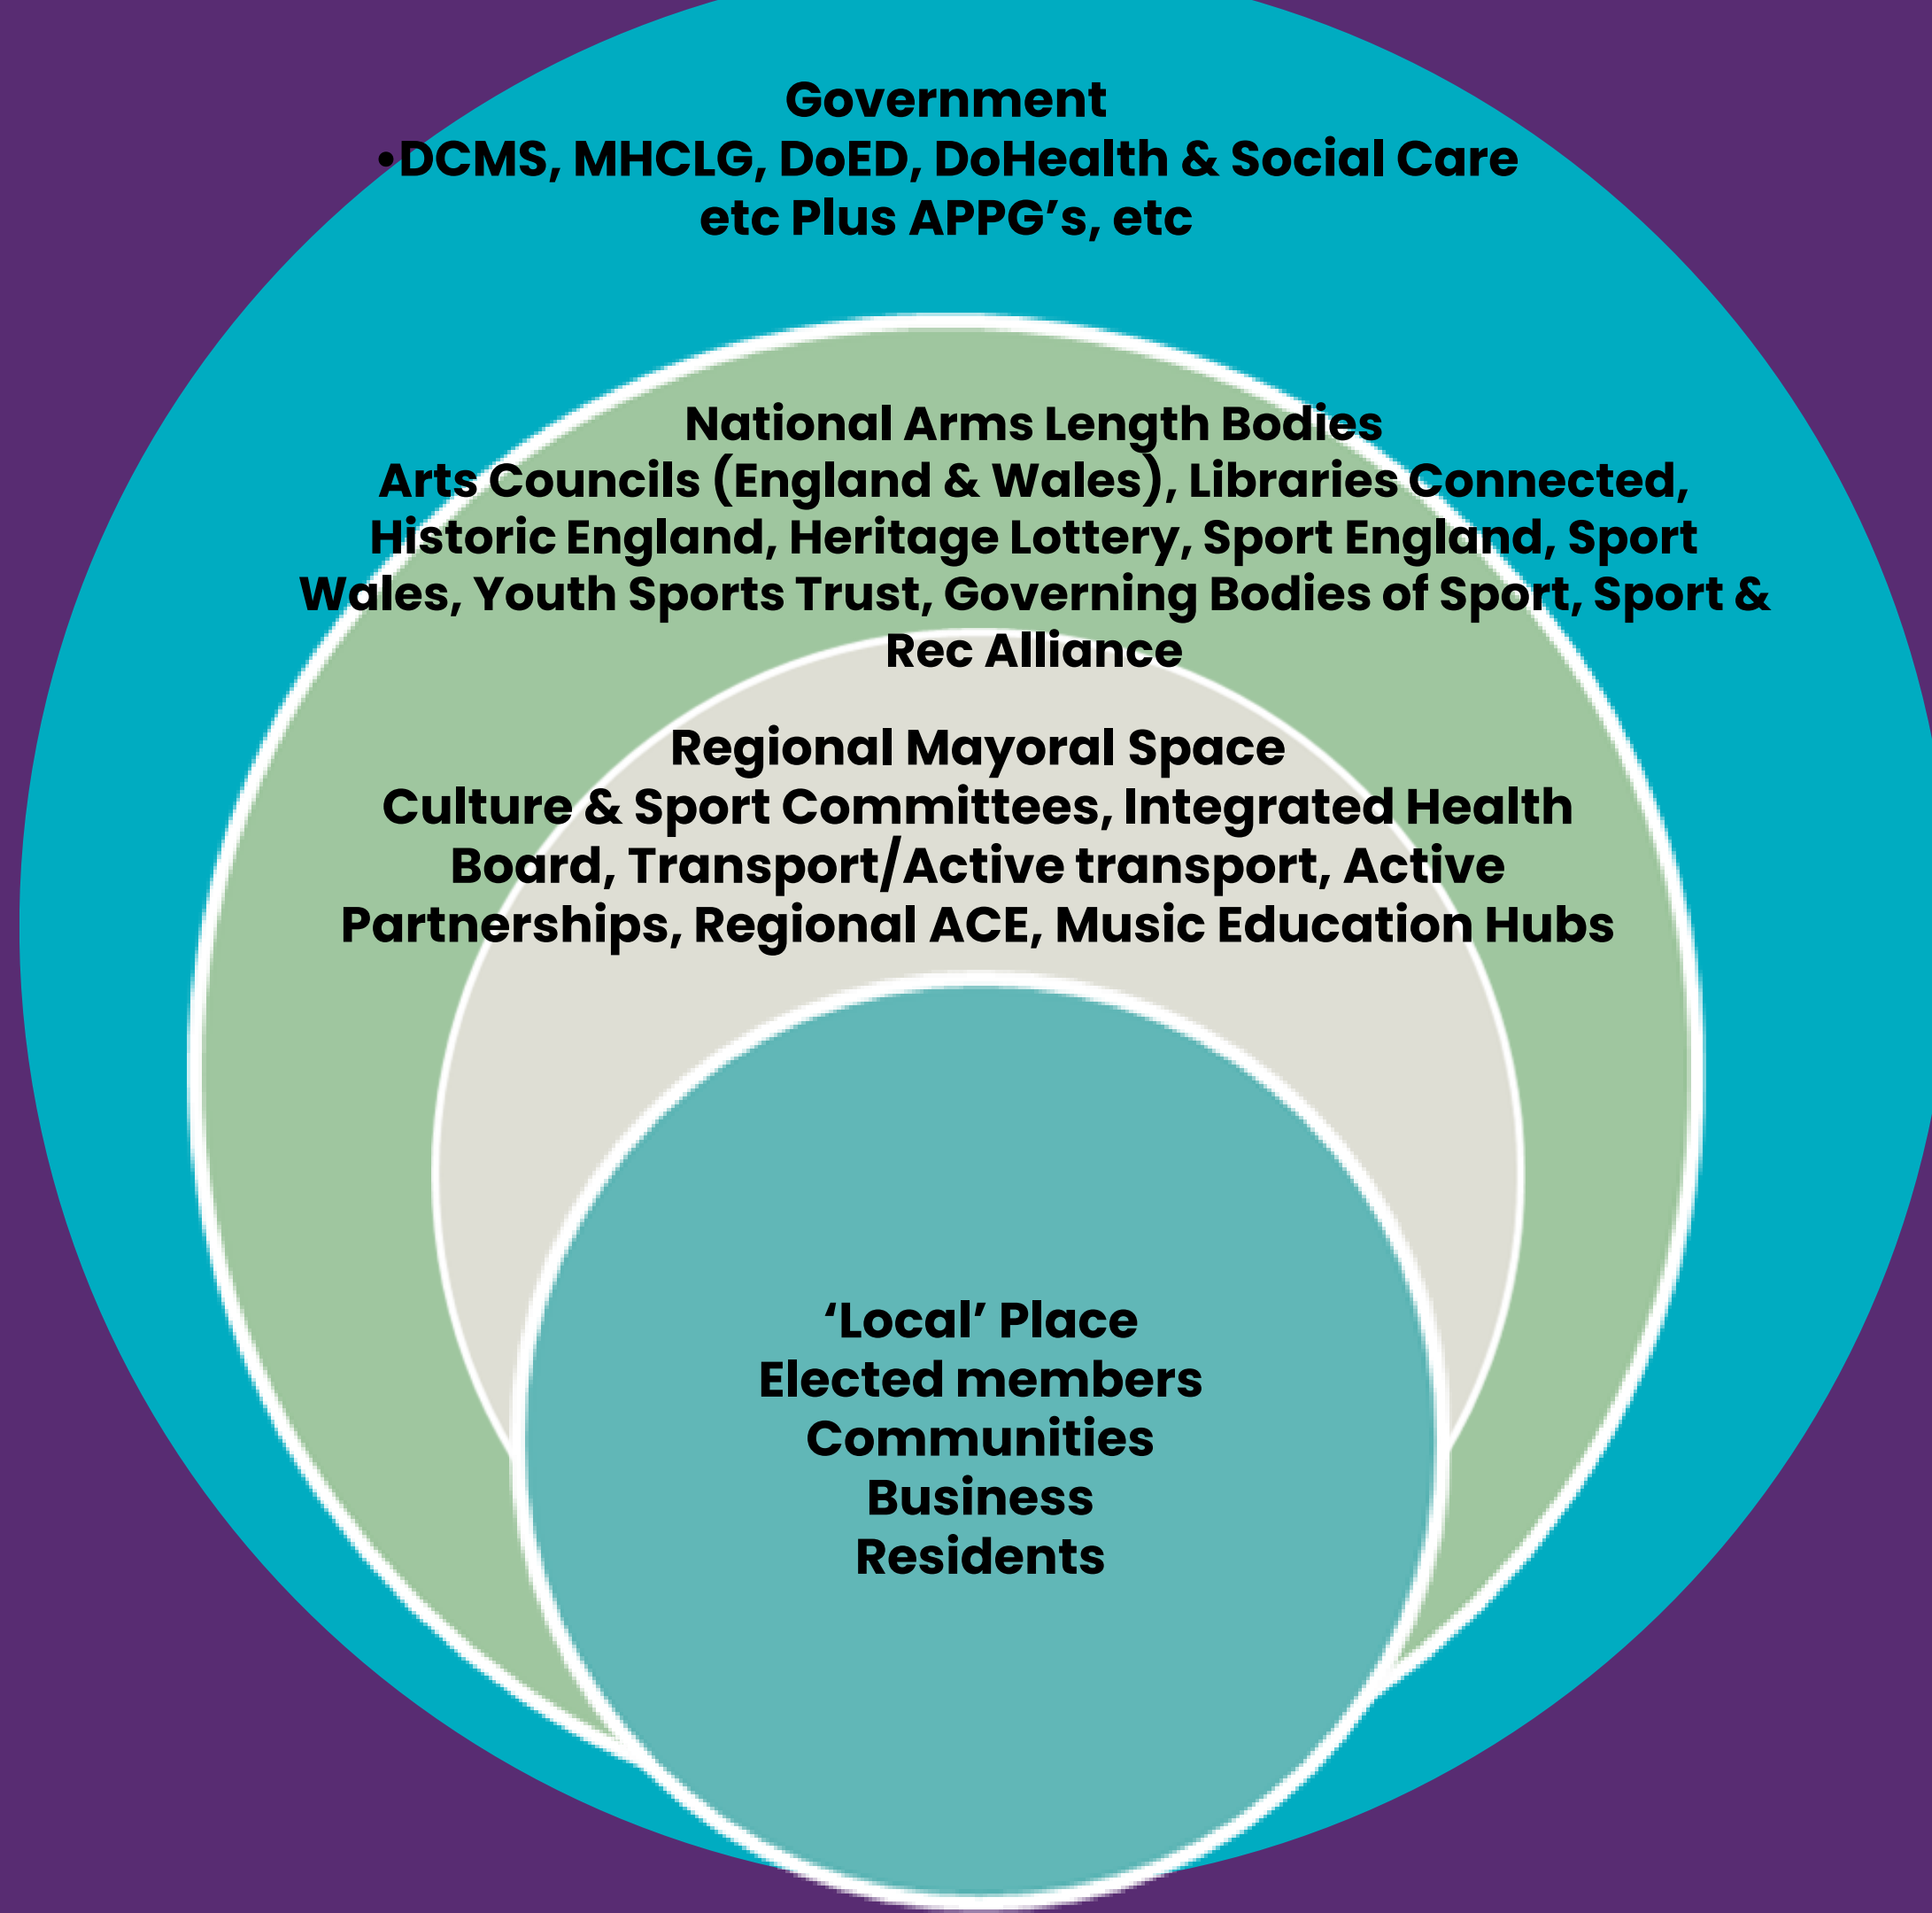 Government
•DCMS, MHCLG, DoED, DoHealth & Social Care
etc Plus APPG’s, etc
National Arms Length Bodies
Arts Councils (England & Wales), Libraries Connected,
Historic England, Heritage Lottery, Sport England, Sport
Wales, Youth Sports Trust, Governing Bodies of Sport, Sport &
Rec Alliance
Regional Mayoral Space
Culture & Sport Committees, Integrated Health
Board, Transport/Active transport, Active
Partnerships, Regional ACE, Music Education Hubs
‘Local’ Place
Elected members
Communities
Business
Residents